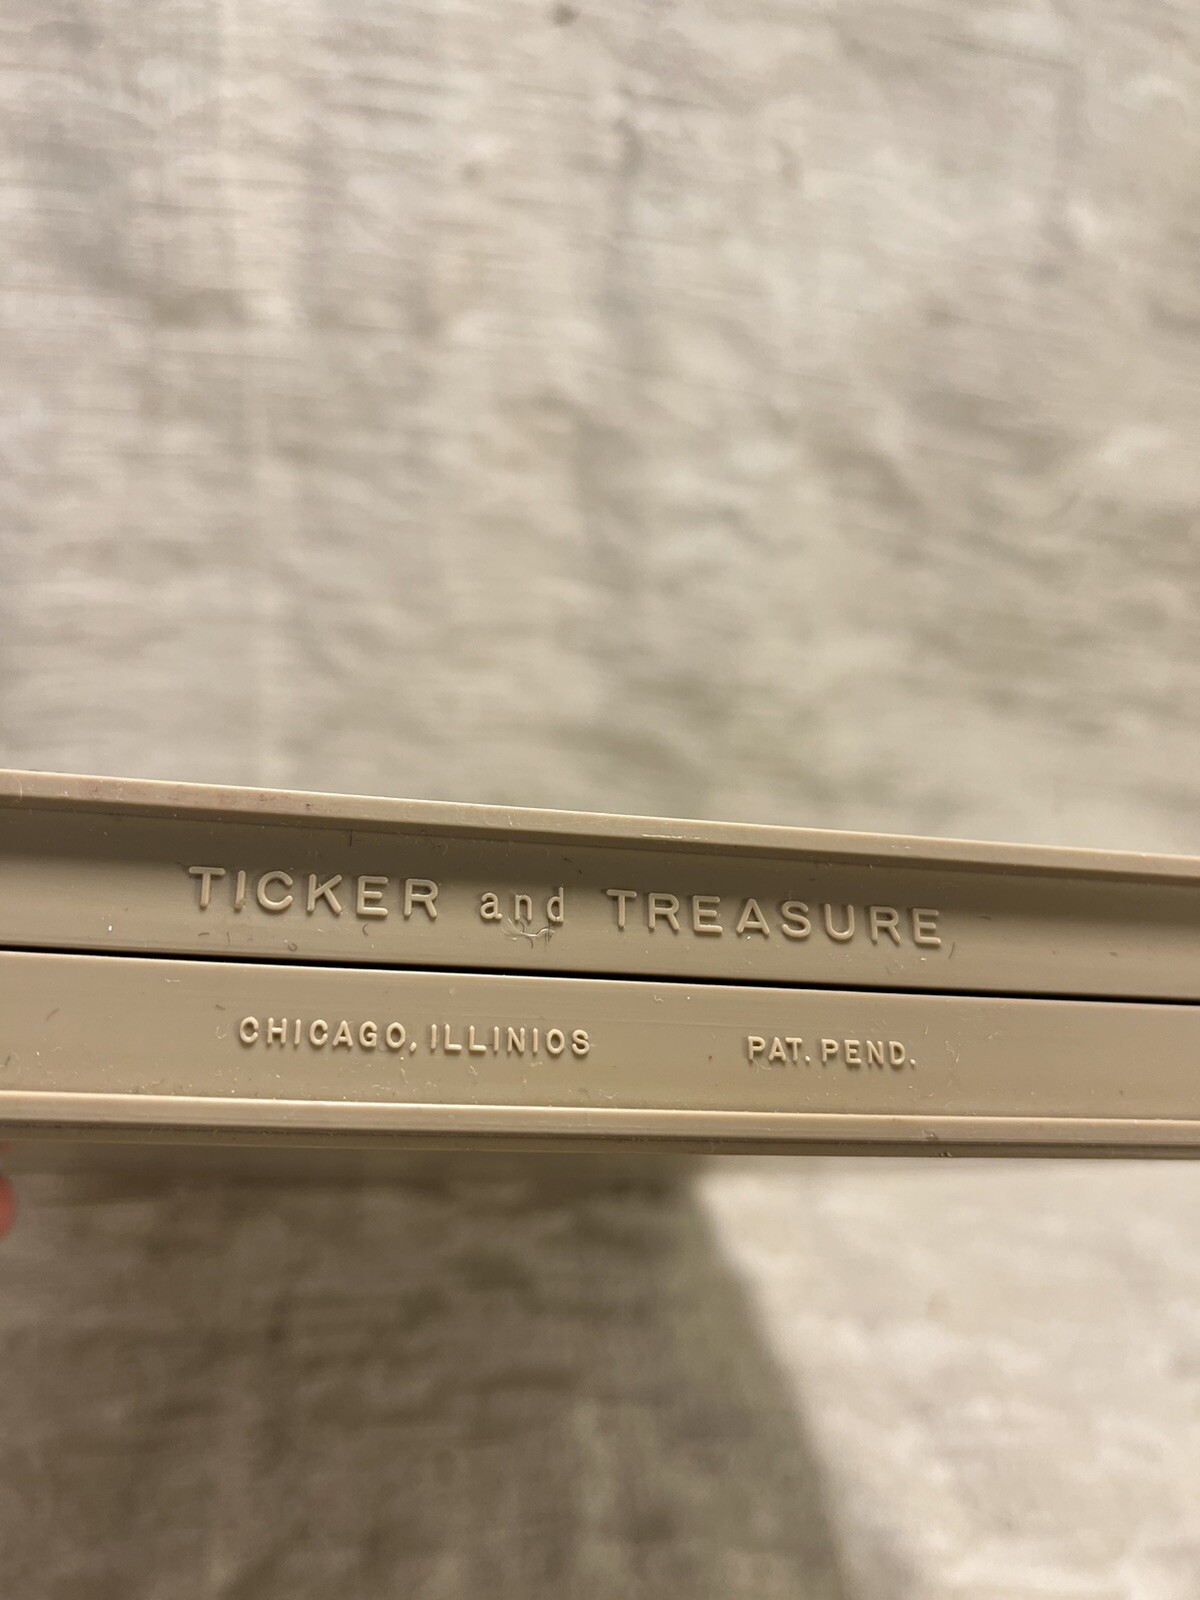 TICKER and TREASURE
CHICAGO, ILLINIOS PAT. PEND.